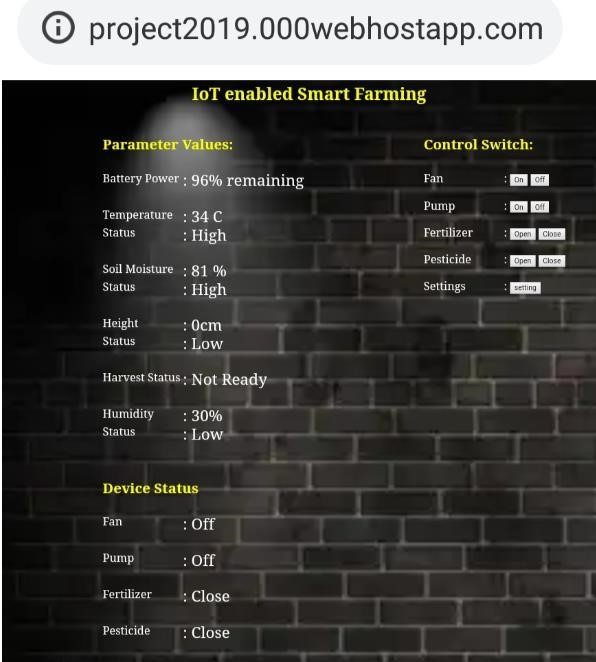 project2019.000webhostapp.com
IoT enabled Smart Farming
Parameter Values:
Battery Power : 96% remaining
Temperature : 34 C
Status : High
Soil Moisture : 81 %
Status : High
Height : 0cm
Status : Low
Harvest Status : Not Ready
Humidity : 30%
Status : Low
Control Switch:
Fan : On Off
Pump : On Off
Fertilizer : Open Close
Pesticide : Open Close
Settings : setting
Device Status
Fan : Off
Pump : Off
Fertilizer : Close
Pesticide : Close